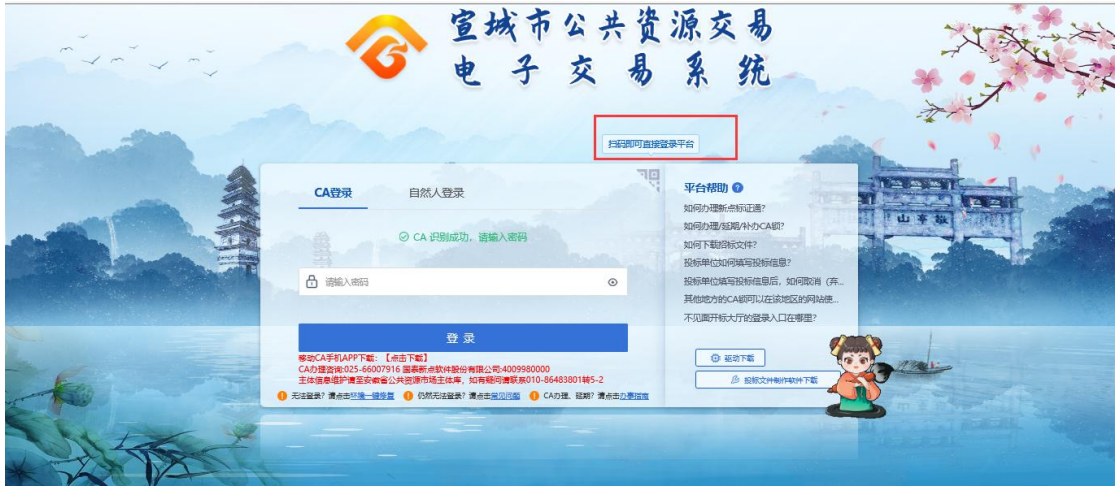 宣城市公共资源交易
电子交易系统
扫码即可直接登录平台
CA登录
自然人登录
CA 识别成功，请输入密码
请输入密码
登 录
移动CA手机APP下载：【点击下载】
CA办理咨询:025-66007916 国泰新点软件股份有限公司:4009980000
主体信息维护请至安徽省公共资源市场主体库，如有疑问请联系010-86483801转5-2
无法登录？请点击环境一键修复 仍然无法登录？请点击常见问题 CA办理、延期？请点击办事指南
平台帮助
如何办理新点标证通?
如何办理/延期/补办CA锁?
如何下载招标文件?
投标单位如何填写投标信息?
投标单位填写投标信息后，如何取消（弃...
其他地方的CA锁可以在该地区的网站使...
不见面开标大厅的登录入口在哪里?
驱动下载
投标文件制作软件下载